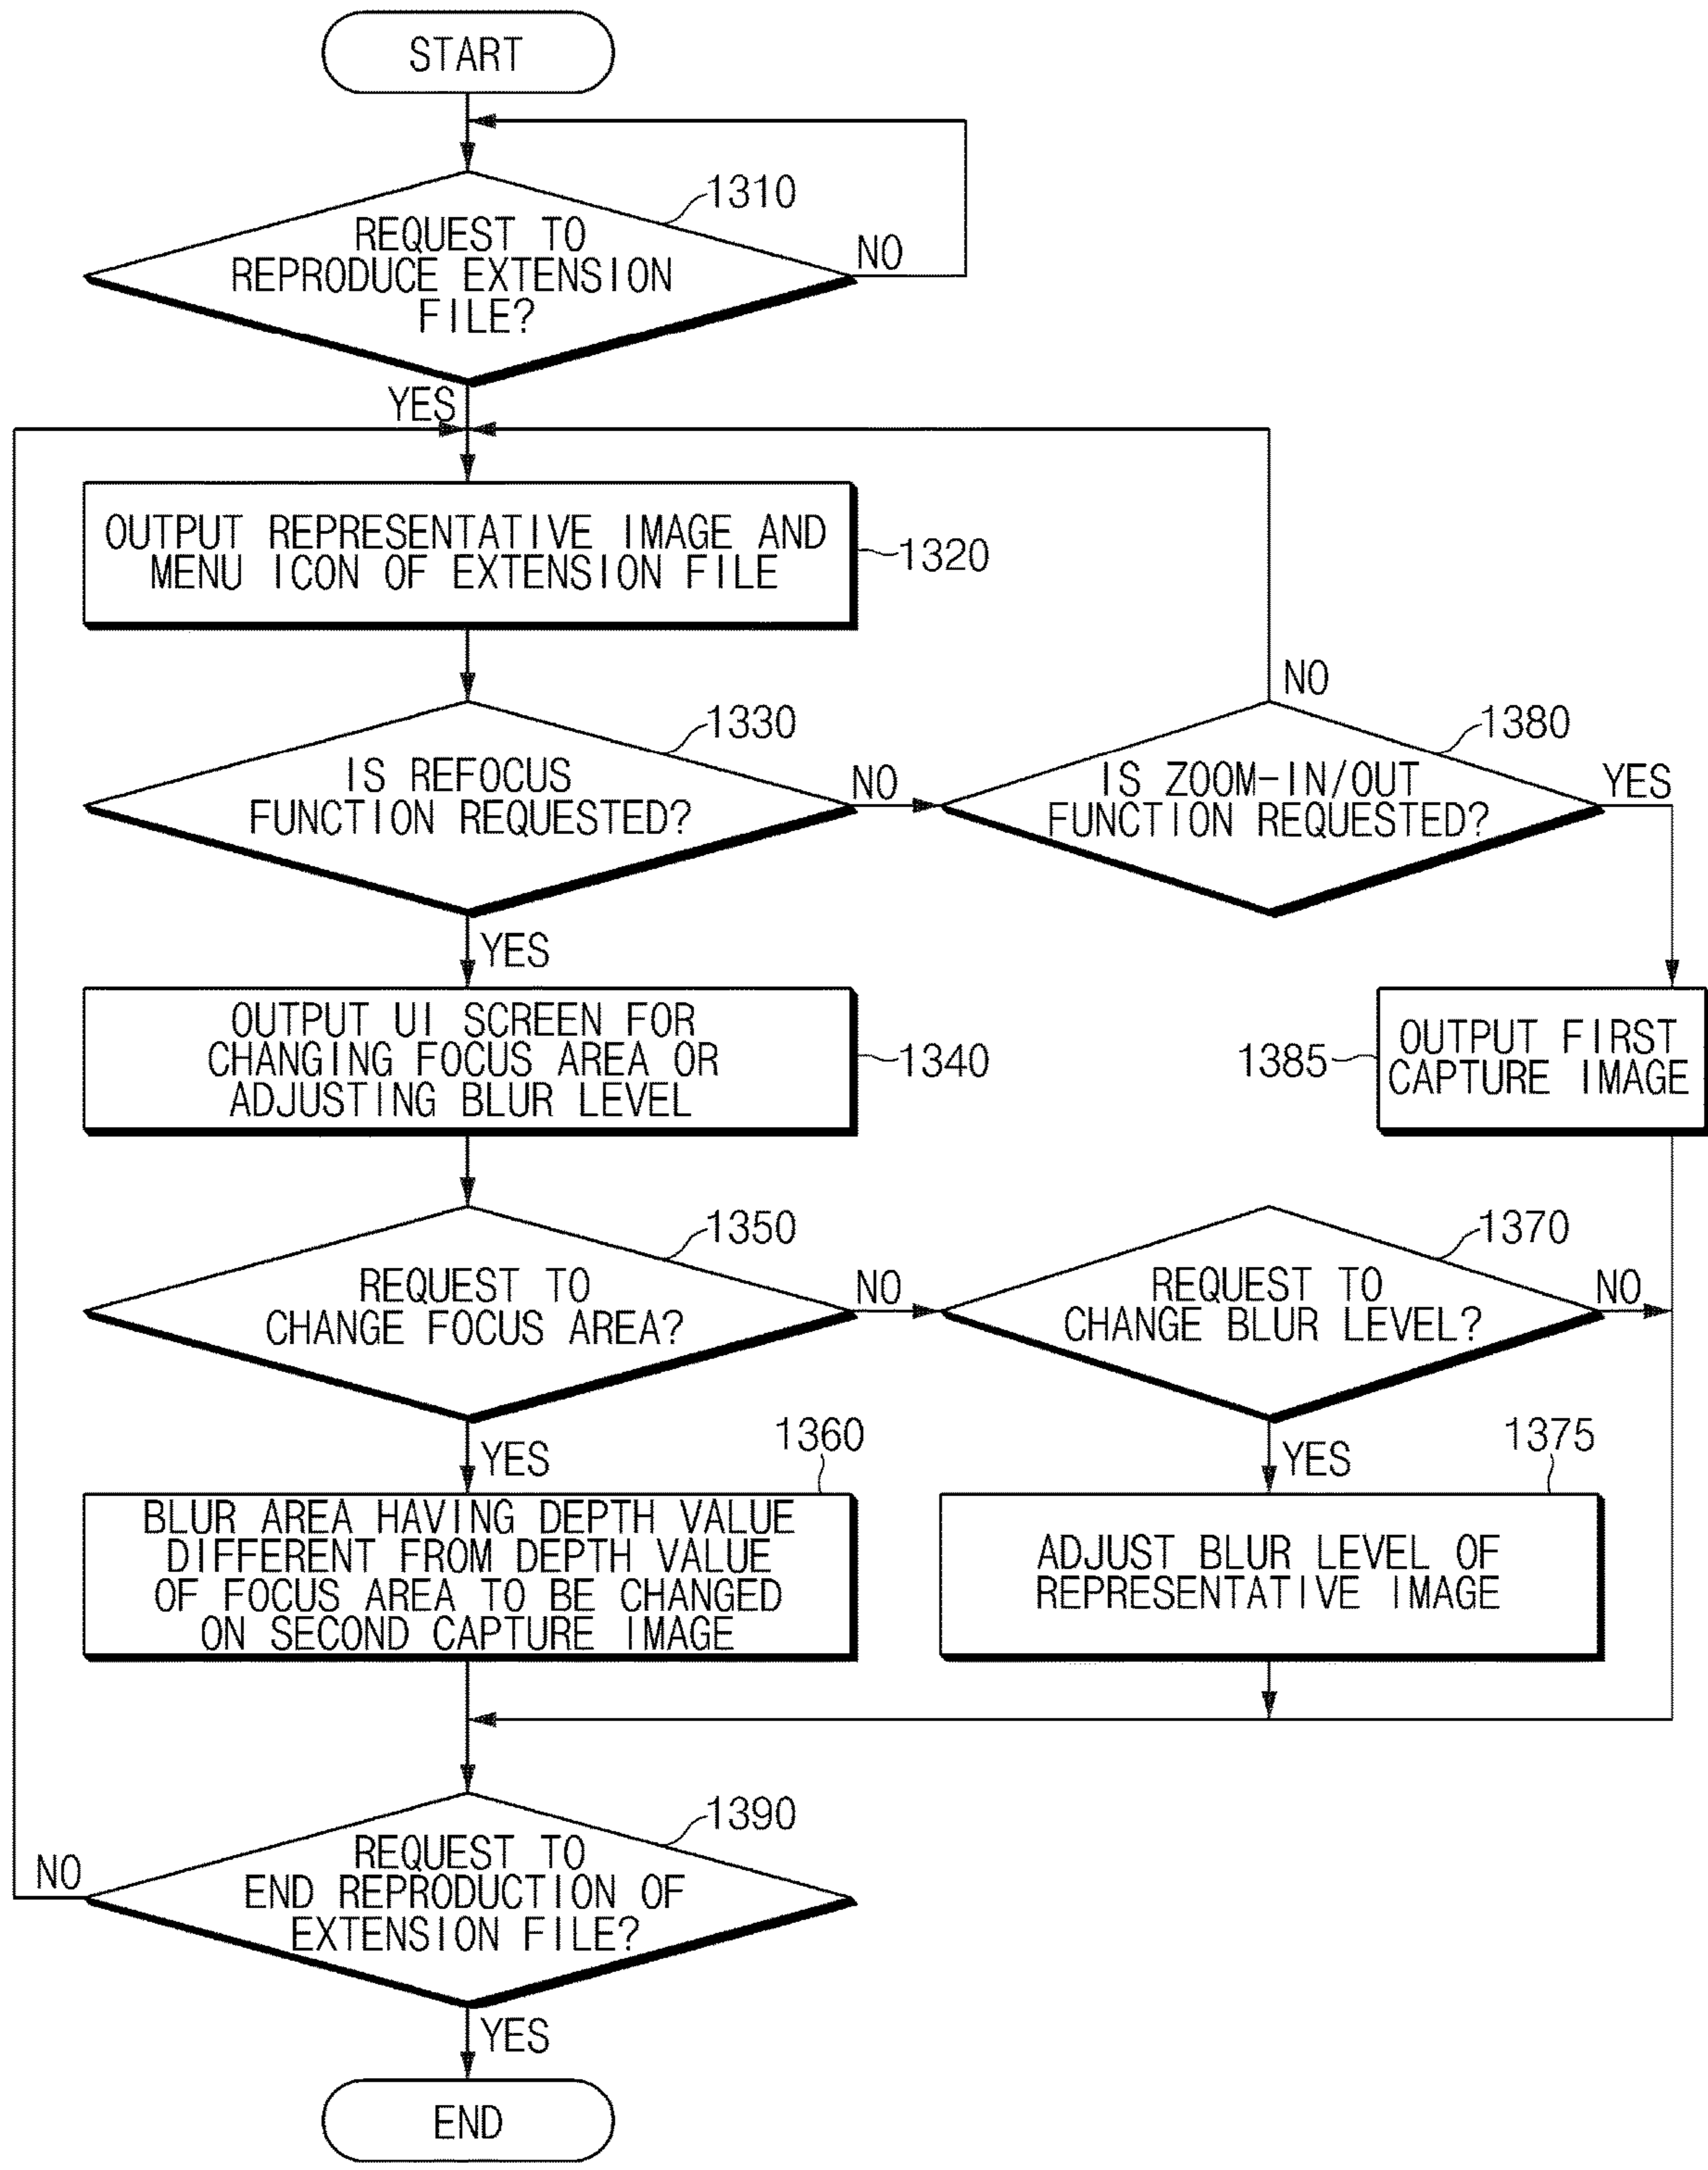 START
1310
REQUEST TO
REPRODUCE EXTENSION
FILE?
NO
YES
OUTPUT REPRESENTATIVE IMAGE AND
MENU ICON OF EXTENSION FILE
1320
1330
IS REFOCUS
FUNCTION REQUESTED?
NO
NO
1380
IS ZOOM-IN/OUT
FUNCTION REQUESTED?
YES
YES
OUTPUT UI SCREEN FOR
CHANGING FOCUS AREA OR
ADJUSTING BLUR LEVEL
1340
1385
OUTPUT FIRST
CAPTURE IMAGE
1350
REQUEST TO
CHANGE FOCUS AREA?
NO
1370
REQUEST TO
CHANGE BLUR LEVEL?
NO
YES
1360
BLUR AREA HAVING DEPTH VALUE
DIFFERENT FROM DEPTH VALUE
OF FOCUS AREA TO BE CHANGED
ON SECOND CAPTURE IMAGE
YES
1375
ADJUST BLUR LEVEL OF
REPRESENTATIVE IMAGE
1390
REQUEST TO
END REPRODUCTION OF
EXTENSION FILE?
NO
YES
END